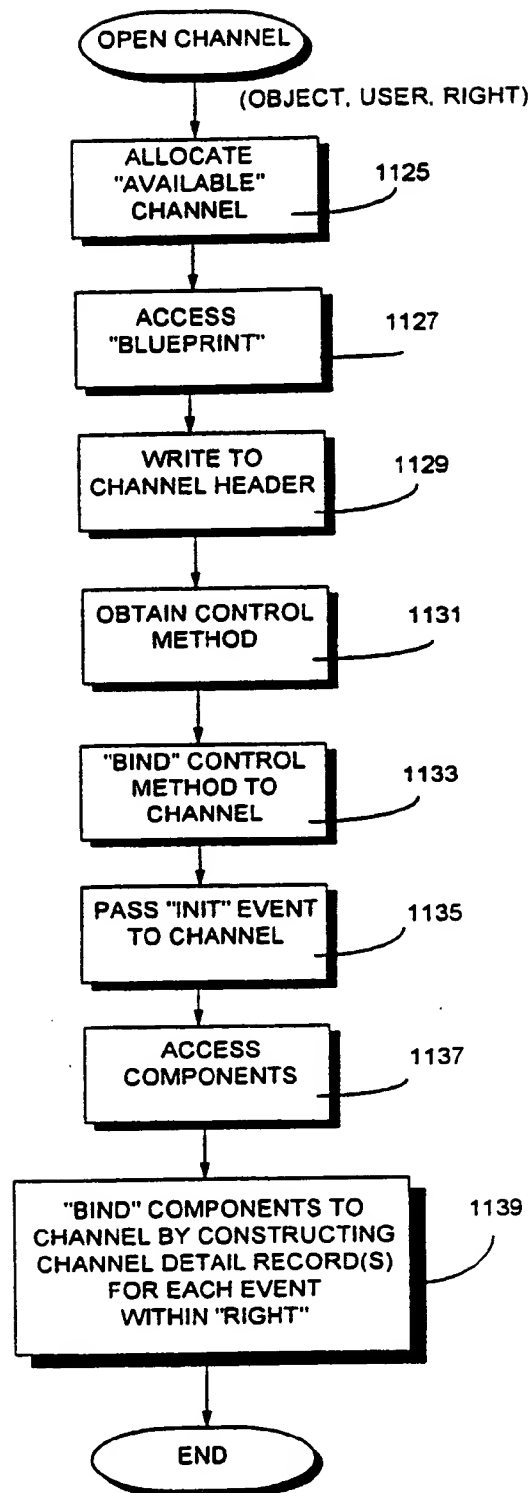 OPEN CHANNEL
(OBJECT, USER, RIGHT)
ALLOCATE
"AVAILABLE"
CHANNEL
1125
ACCESS
"BLUEPRINT"
1127
WRITE TO
CHANNEL HEADER
1129
OBTAIN CONTROL
METHOD
1131
"BIND" CONTROL
METHOD TO
CHANNEL
1133
PASS "INIT" EVENT
TO CHANNEL
1135
ACCESS
COMPONENTS
1137
"BIND" COMPONENTS TO
CHANNEL BY CONSTRUCTING
CHANNEL DETAIL RECORD(S)
FOR EACH EVENT
WITHIN "RIGHT"
1139
END